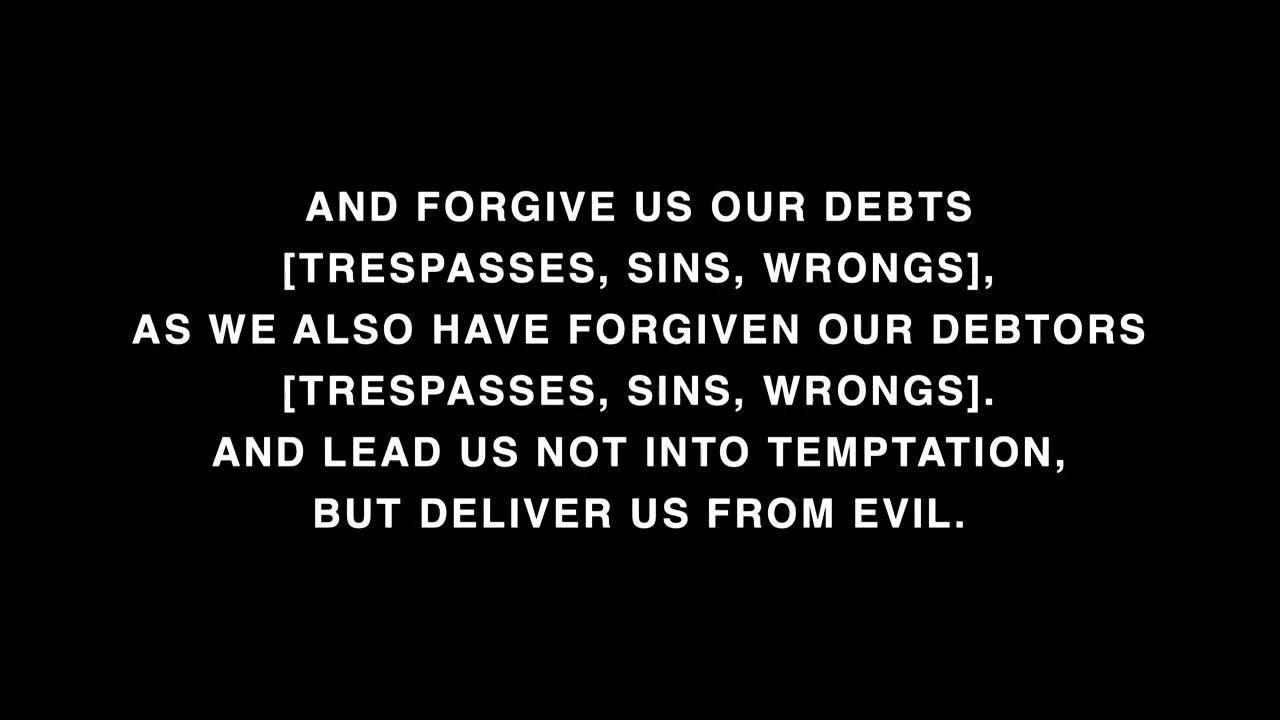 AND FORGIVE US OUR DEBTS
[TRESPASSES, SINS, WRONGS],
AS WE ALSO HAVE FORGIVEN OUR DEBTORS
[TRESPASSES, SINS, WRONGS].
AND LEAD US NOT INTO TEMPTATION,
BUT DELIVER US FROM EVIL.